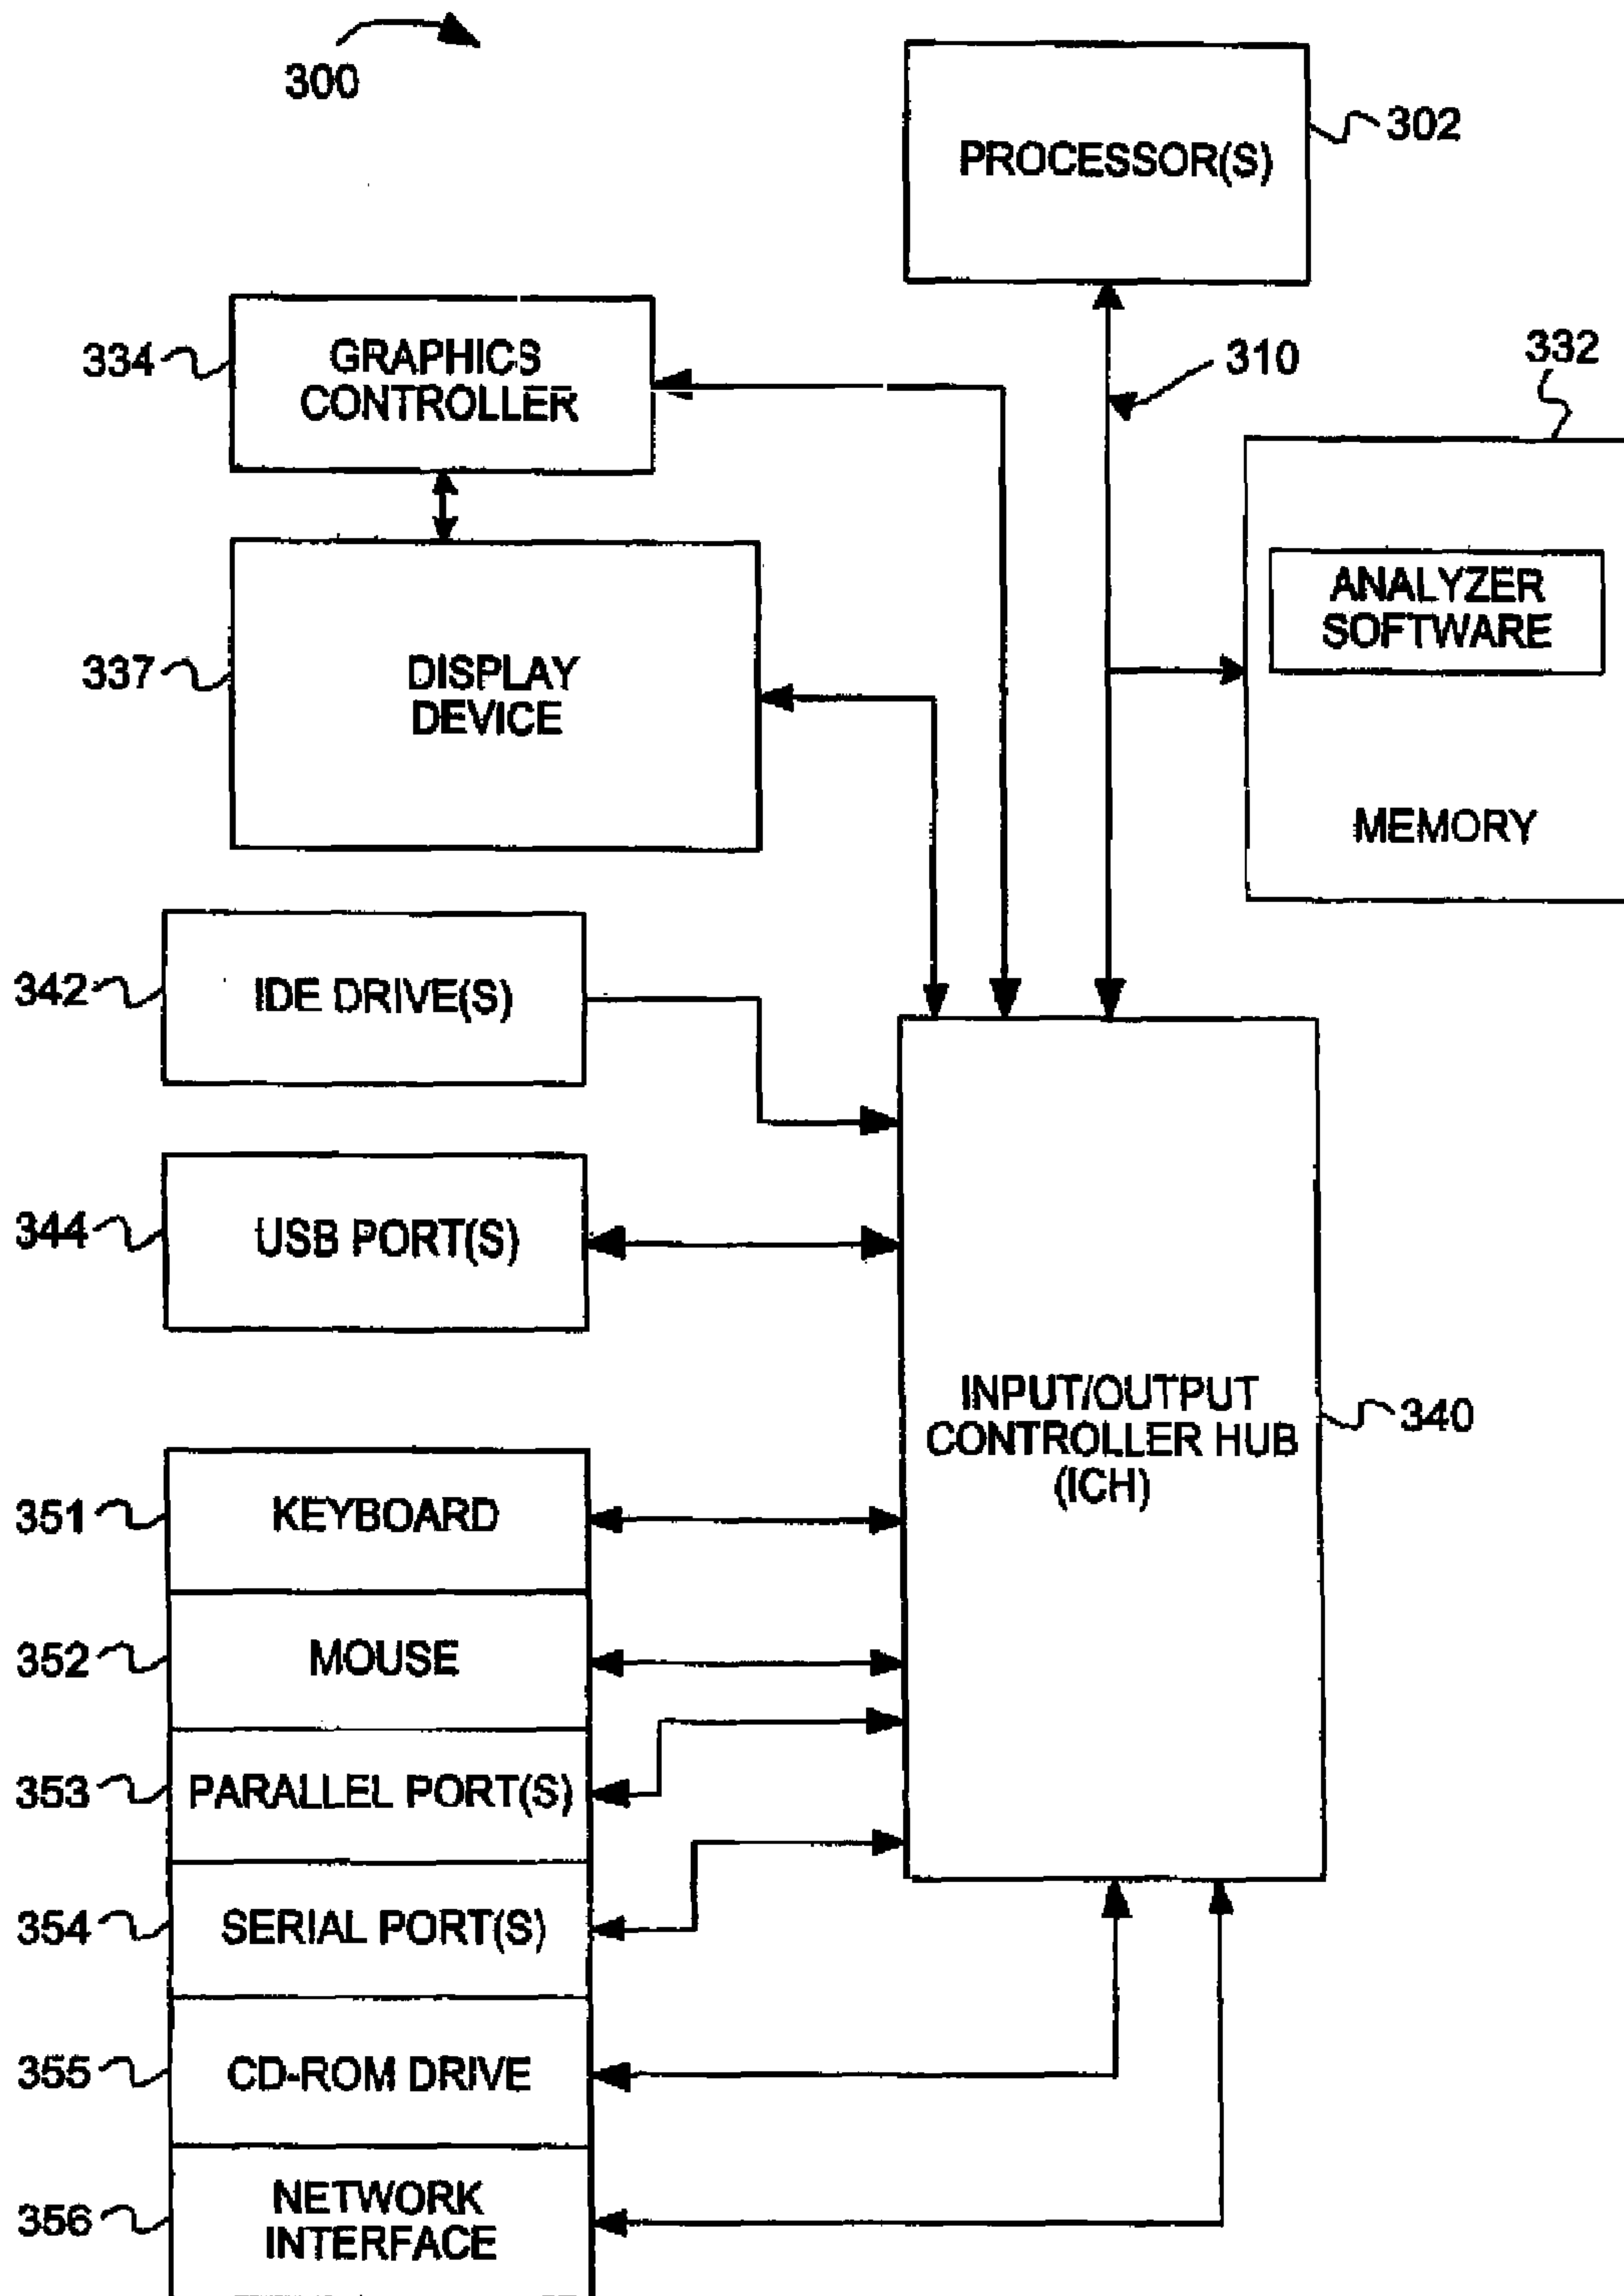 300
PROCESSOR(S)
302
334
GRAPHICS
CONTROLLER
310
332
ANALYZER
SOFTWARE
337
DISPLAY
DEVICE
MEMORY
342
IDE DRIVE(S)
344
USB PORT(S)
INPUT/OUTPUT
CONTROLLER HUB
(ICH)
340
351
KEYBOARD
352
MOUSE
353
PARALLEL PORT(S)
354
SERIAL PORT(S)
355
CD-ROM DRIVE
356
NETWORK
INTERFACE